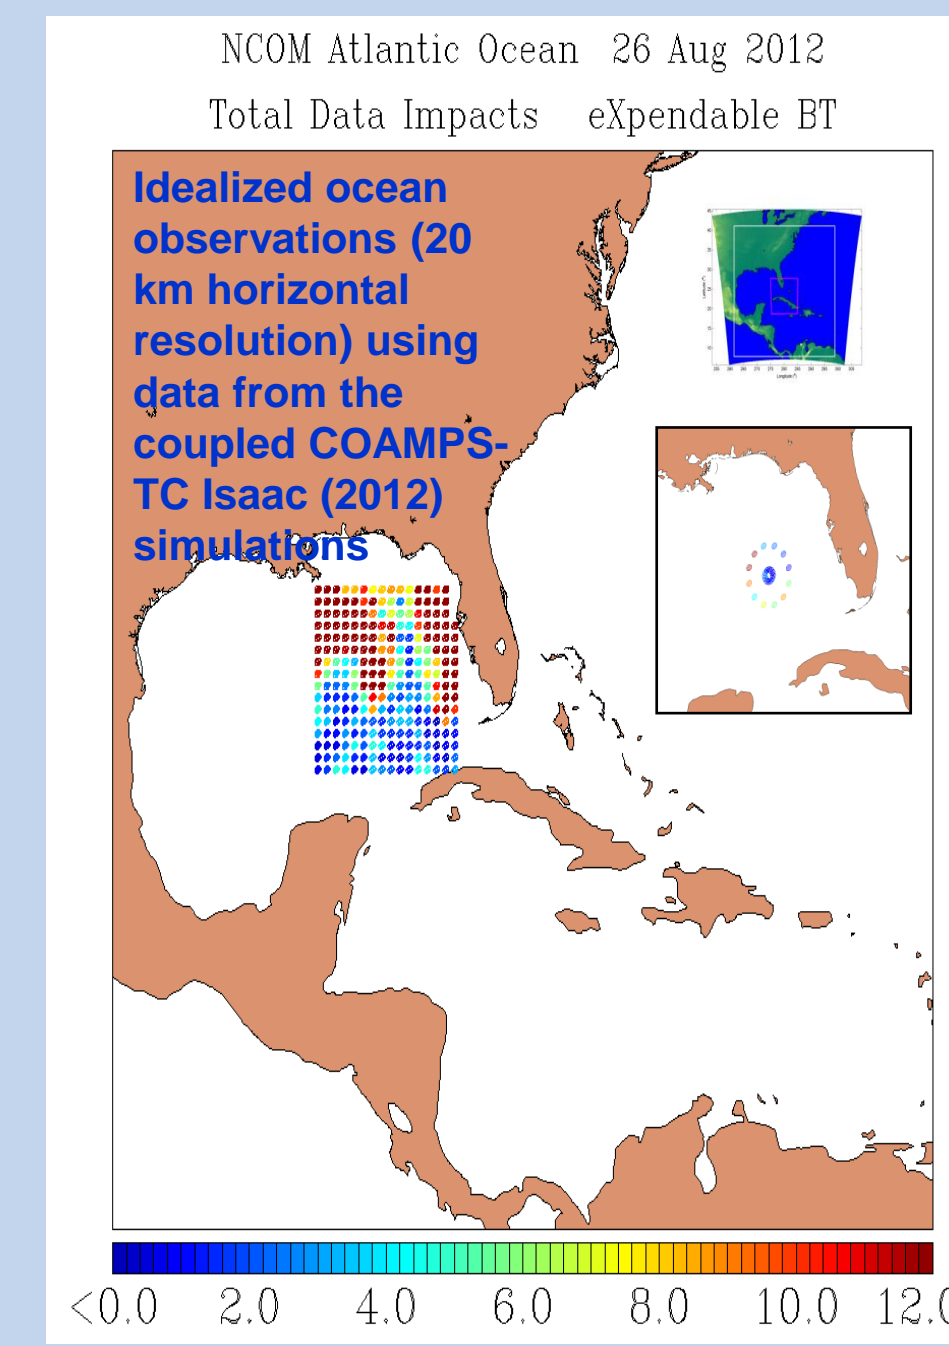 NCOM Atlantic Ocean 26 Aug 2012
Total Data Impacts eXpendable BT
Idealized ocean
observations (20
km horizontal
resolution) using
data from the
coupled COAMPS-
TC Isaac (2012)
simulations
<0.0 2.0 4.0 6.0 8.0 10.0 12.0